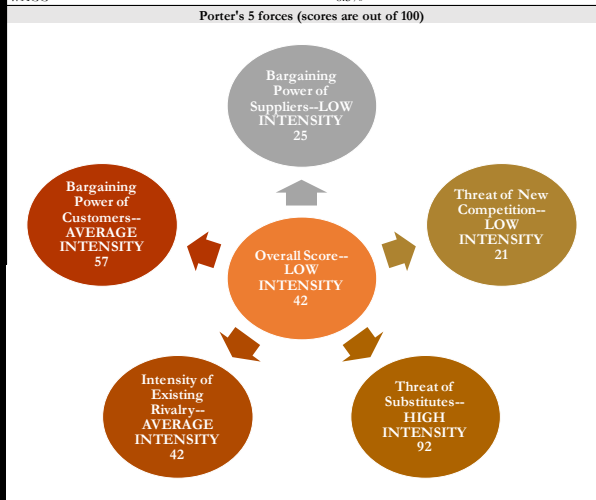 Porter's 5 forces (scores are out of 100)
Bargaining
Power of
Suppliers--LOW
INTENSITY
25
Bargaining
Power of
Customers--
AVERAGE
INTENSITY
57
Threat of New
Competition--
LOW
INTENSITY
21
Overall Score--
LOW
INTENSITY
42
Intensity of
Existing
Rivalry--
AVERAGE
INTENSITY
42
Threat of
Substitutes--
HIGH
INTENSITY
92